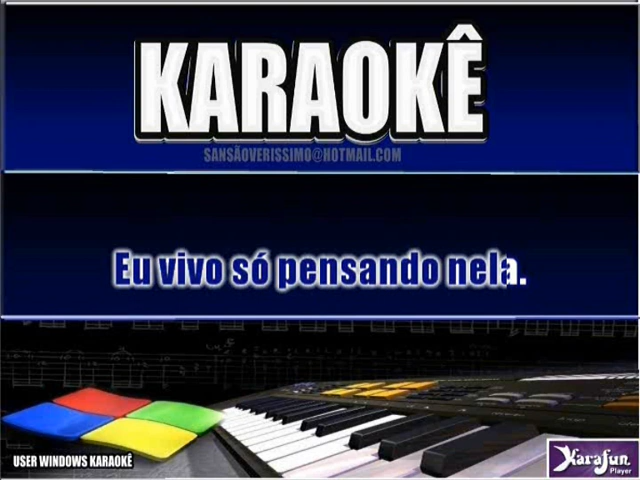 KARAOKÊ
SANSÃOVERISSIMO@HOTMAIL.COM
Eu vivo só pensando nela.
USER WINDOWS KARAOKÊ
Karafun
Player